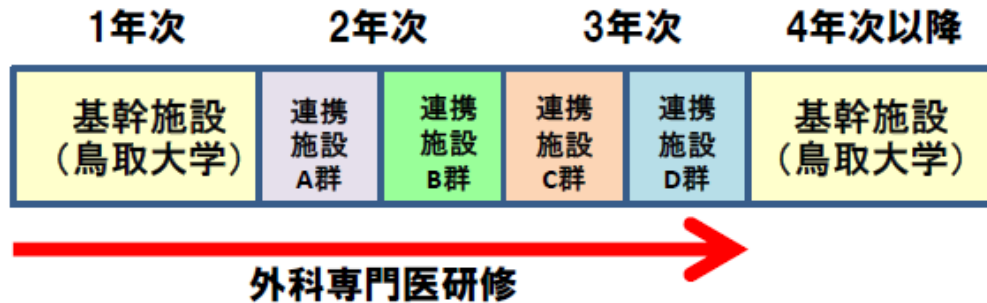 1年次 2年次 3年次 4年次以降
基幹施設
（鳥取大学）
連携
施設
A群
連携
施設
B群
連携
施設
C群
連携
施設
D群
基幹施設
（鳥取大学）
外科専門医研修